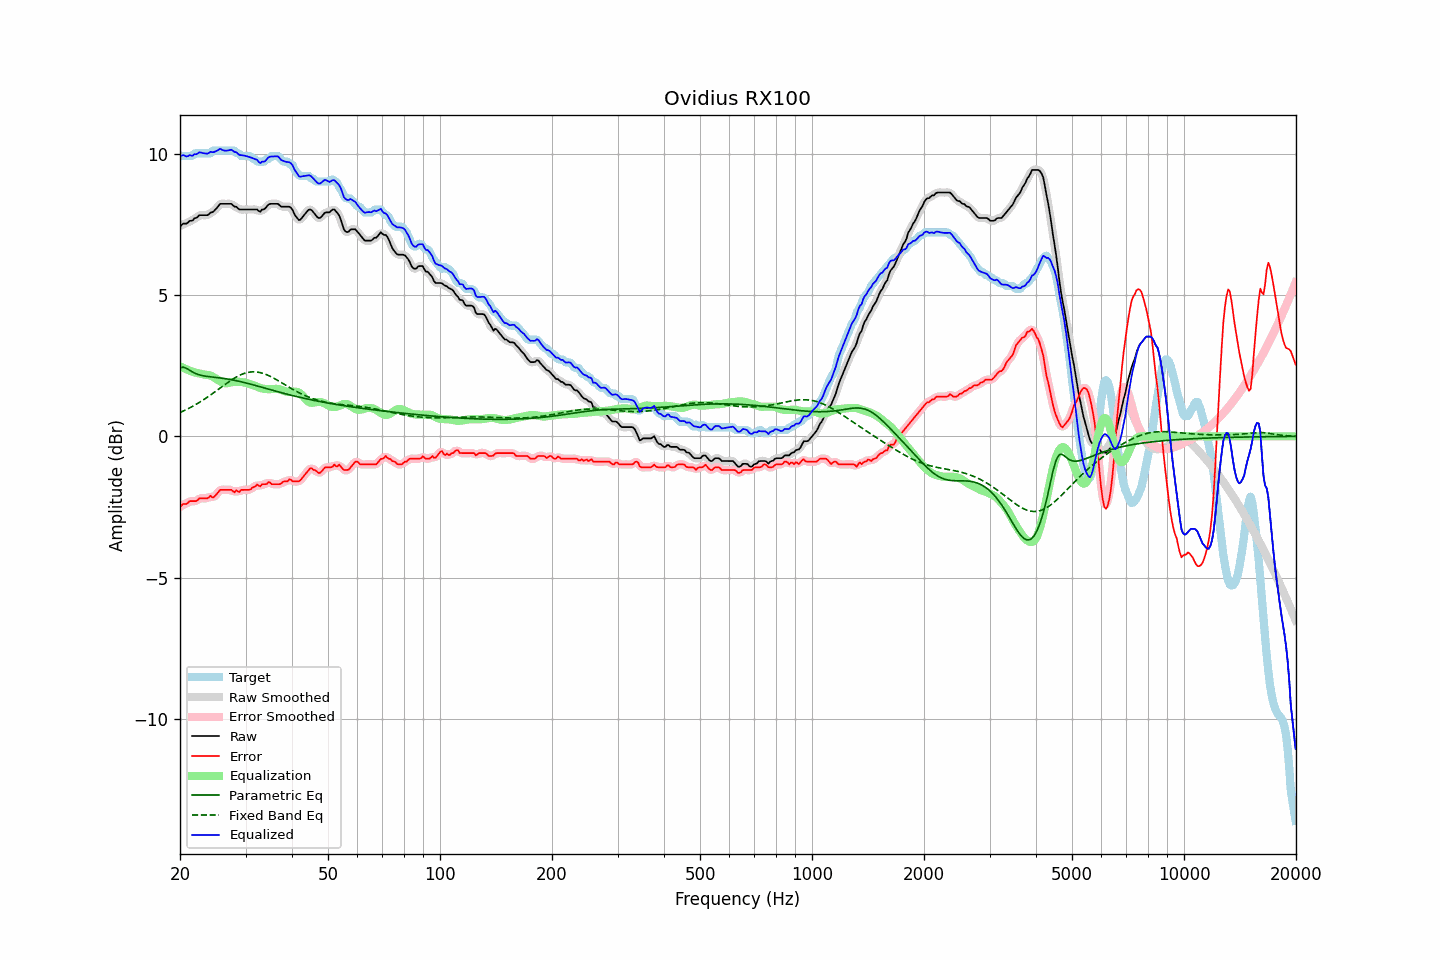 Ovidius RX100
Amplitude (dBr)
10
5
0
−5
−10
Target
Raw Smoothed
Error Smoothed
Raw
Error
Equalization
Parametric Eq
Fixed Band Eq
Equalized
20 50 100 200 500 1000 2000 5000 10000 20000
Frequency (Hz)